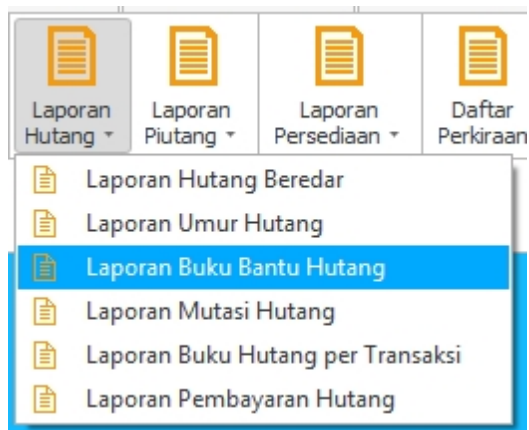 Laporan
Hutang
Laporan
Piutang
Laporan
Persediaan
Daftar
Perkiraan
Laporan Hutang Beredar
Laporan Umur Hutang
Laporan Buku Bantu Hutang
Laporan Mutasi Hutang
Laporan Buku Hutang per Transaksi
Laporan Pembayaran Hutang